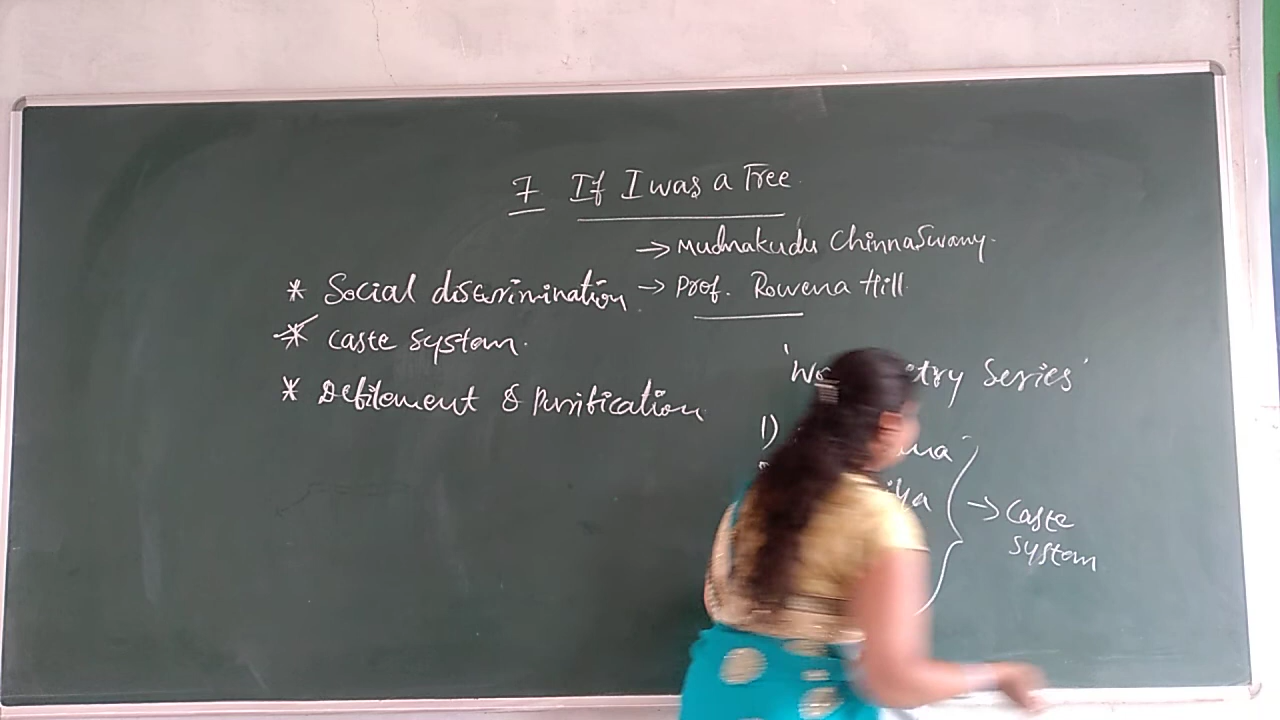 7 If I was a Tree
→ Mudnakudu ChinnaSwamy.
* Social discrimination → Prof. Rowena Hill
* Caste System.
* Defilement & Purification
Series'
1)
→ Caste
System